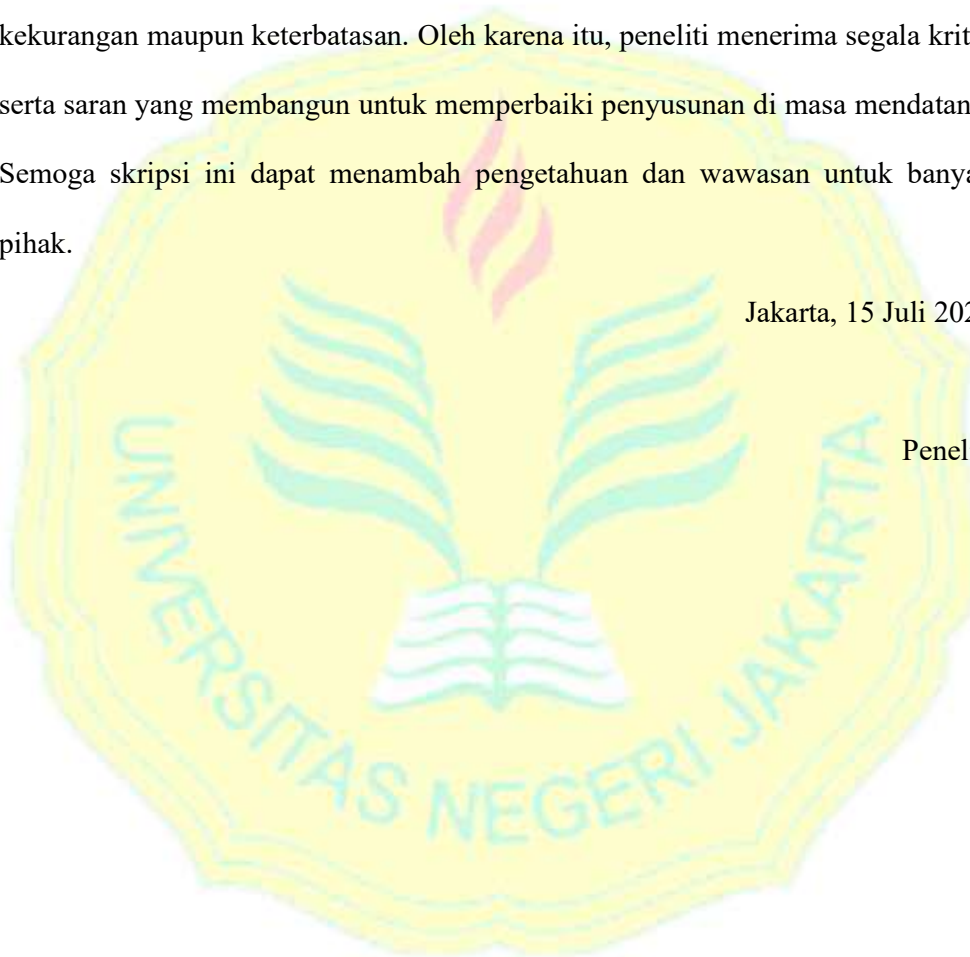 kekurangan maupun keterbatasan. Oleh karena itu, peneliti menerima segala krit
serta saran yang membangun untuk memperbaiki penyusunan di masa mendatan
Semoga skripsi ini dapat menambah pengetahuan dan wawasan untuk banya
pihak.
Jakarta, 15 Juli 202
Penel
UNIVERSITAS NEGERI JAKARTA